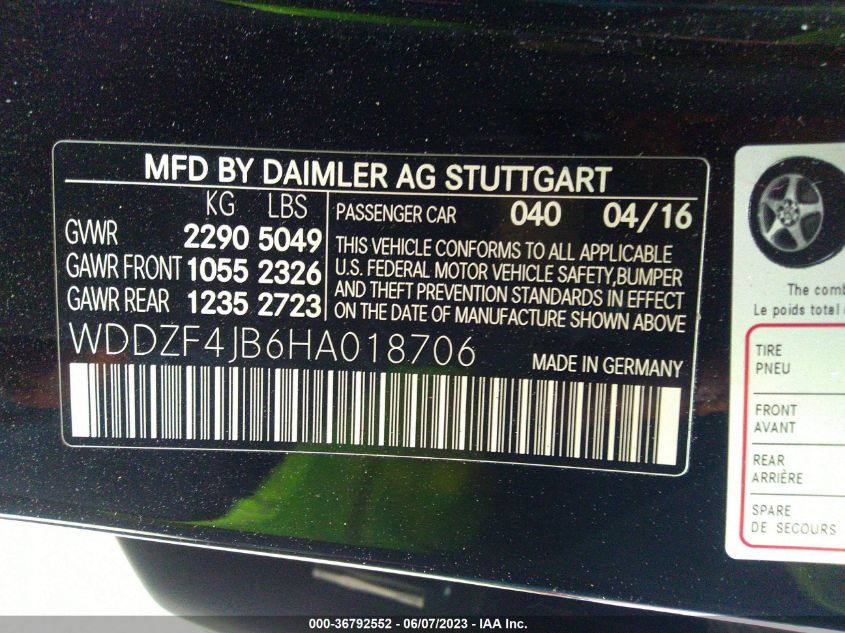 MFD BY DAIMLER AG STUTTGART
KG LBS
GVWR 2290 5049
GAWR FRONT 1055 2326
GAWR REAR 1235 2723
PASSENGER CAR 040 04/16
THIS VEHICLE CONFORMS TO ALL APPLICABLE
U.S. FEDERAL MOTOR VEHICLE SAFETY,BUMPER
AND THEFT PREVENTION STANDARDS IN EFFECT
ON THE DATE OF MANUFACTURE SHOWN ABOVE
WDDZF4JB6HA018706
MADE IN GERMANY
The comb
Le poids total
TIRE
PNEU
FRONT
AVANT
REAR
ARRIÈRE
SPARE
DE SECOURS
000-36792552 - 06/07/2023 - IAA Inc.